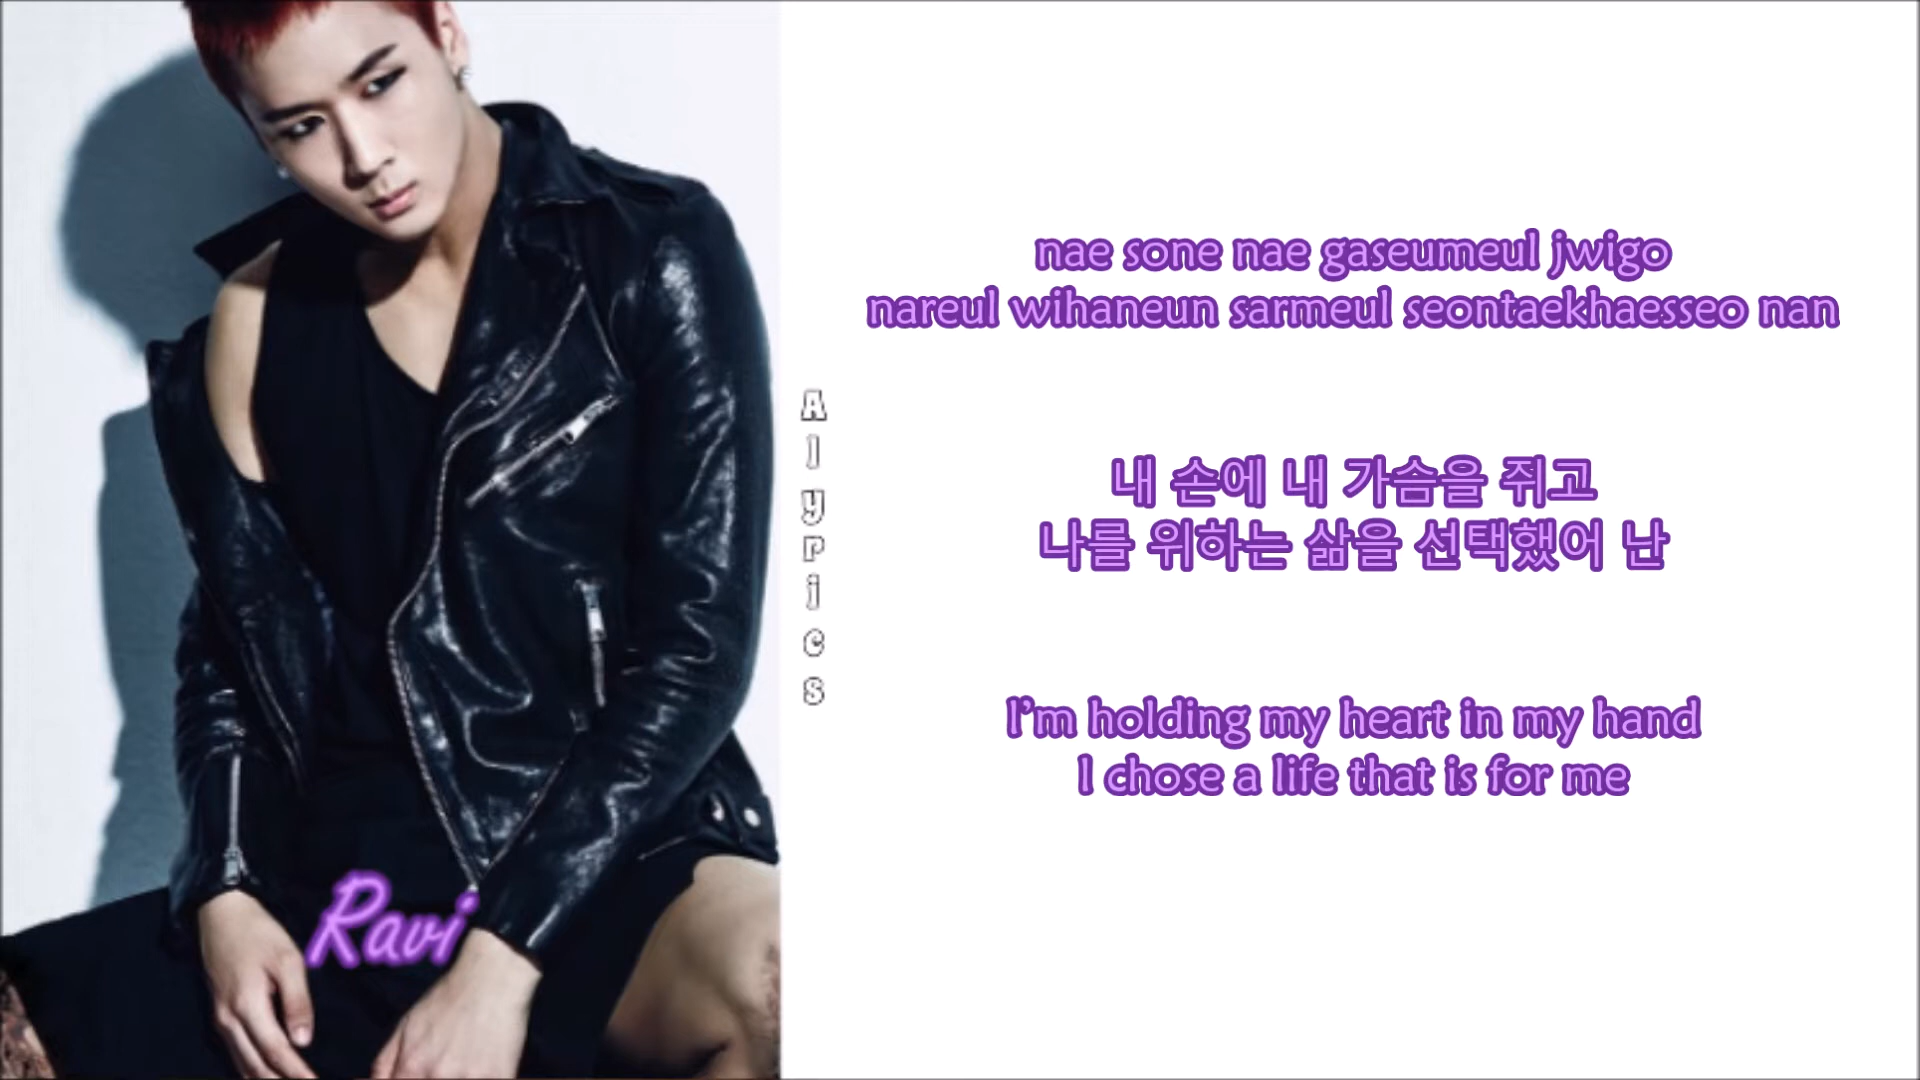 nae sone nae gaseumeul jwigo
nareul wihaneun sarmeul seontaekhaesseo nan
내 손에 내 가슴을 쥐고
나를 위하는 삶을 선택했어 난
I'm holding my heart in my hand
I chose a life that is for me
Alyrics
Ravi